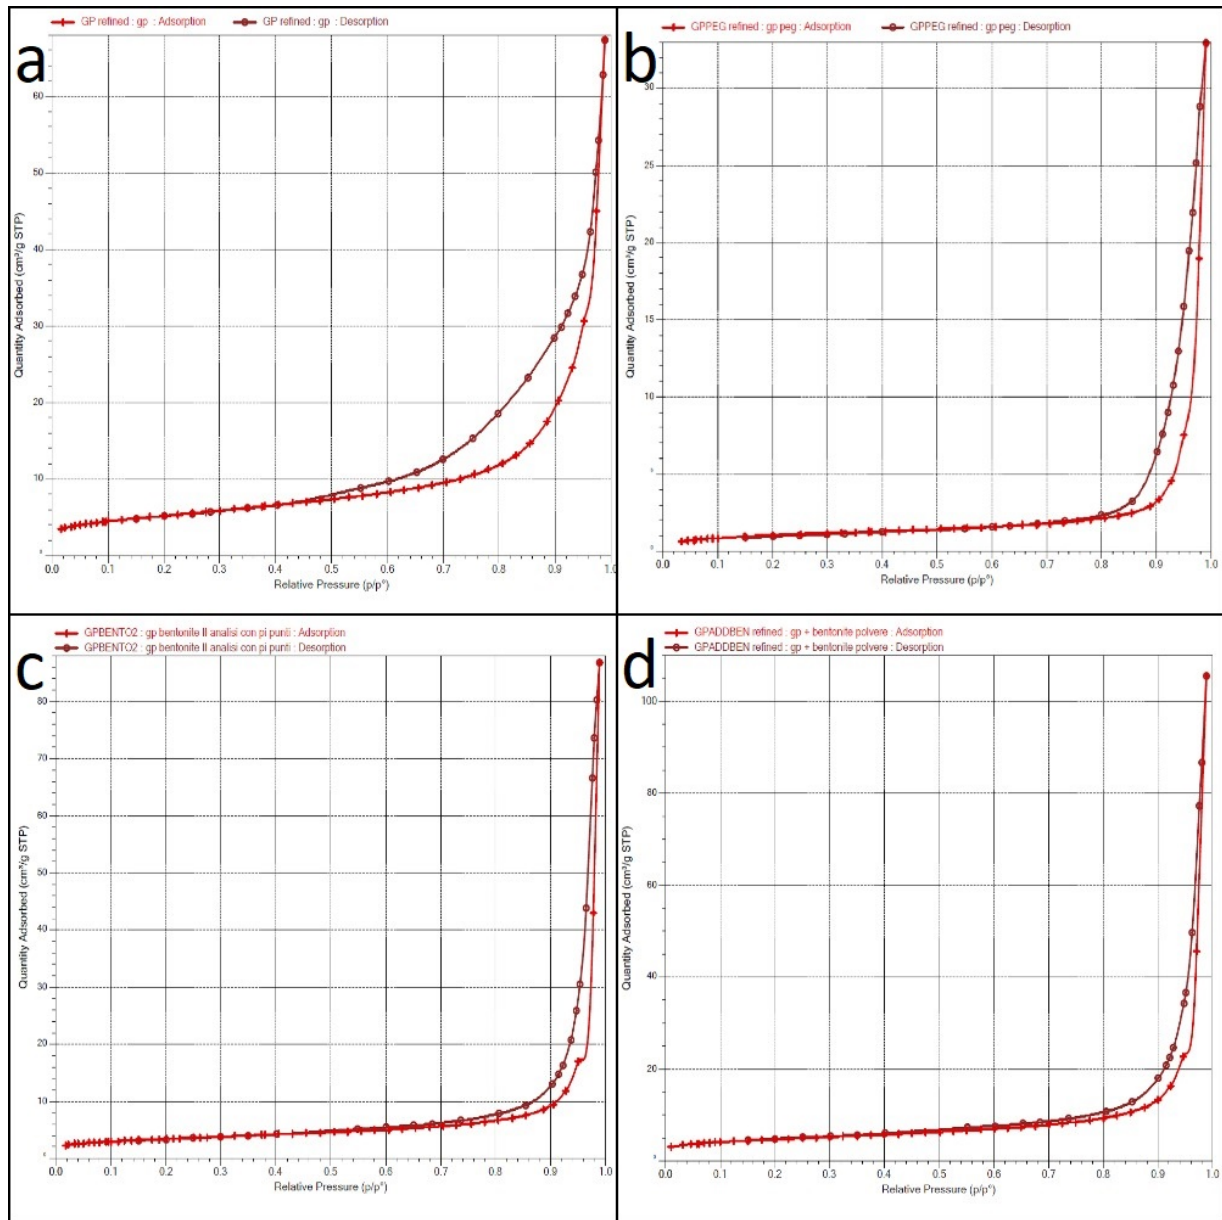 a
GP refined : gp : Adsorption
GP refined : gp : Desorption
Quantity Adsorbed (cm³/g STP)
60
50
40
30
20
10
0
0.0 0.1 0.2 0.3 0.4 0.5 0.6 0.7 0.8 0.9 1.0
Relative Pressure (p/p°)
b
GPPEG refined : gp peg : Adsorption
GPPEG refined : gp peg : Desorption
Quantity Adsorbed (cm³/g STP)
30
25
20
15
10
0
0.0 0.1 0.2 0.3 0.4 0.5 0.6 0.7 0.8 0.9 1.0
Relative Pressure (p/p°)
c
GPBENTO2 : gp bentonite II analisi con pi punti : Adsorption
GPBENTO2 : gp bentonite II analisi con pi punti : Desorption
Quantity Adsorbed (cm³/g STP)
80
70
60
50
40
30
20
10
0
0.0 0.1 0.2 0.3 0.4 0.5 0.6 0.7 0.8 0.9 1.0
Relative Pressure (p/p°)
d
GPADDBEN refined : gp + bentonite polvere : Adsorption
GPADDBEN refined : gp + bentonite polvere : Desorption
Quantity Adsorbed (cm³/g STP)
100
80
60
40
20
0
0.0 0.1 0.2 0.3 0.4 0.5 0.6 0.7 0.8 0.9 1.0
Relative Pressure (p/p°)